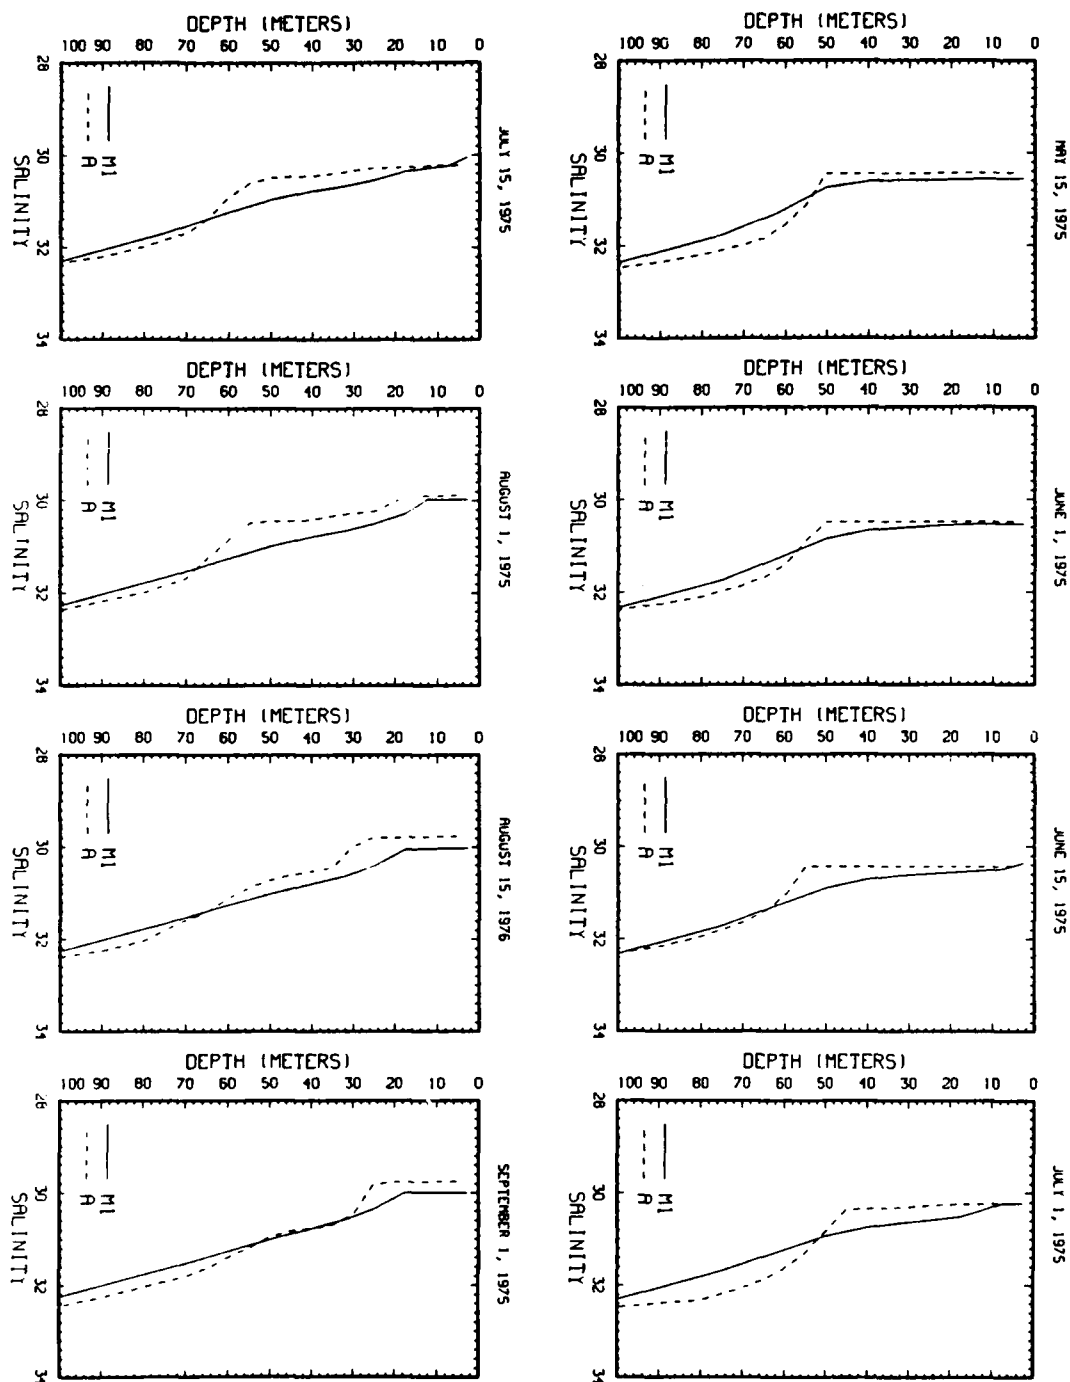 MAY 15, 1975
DEPTH (METERS)
100 90 80 70 60 50 40 30 20 10 0
28 30 32 34
SALINITY
M1
A
JUNE 1, 1975
DEPTH (METERS)
100 90 80 70 60 50 40 30 20 10 0
28 30 32 34
SALINITY
M1
A
JUNE 15, 1975
DEPTH (METERS)
100 90 80 70 60 50 40 30 20 10 0
28 30 32 34
SALINITY
M1
A
JULY 1, 1975
DEPTH (METERS)
100 90 80 70 60 50 40 30 20 10 0
28 30 32 34
SALINITY
M1
A
JULY 15, 1975
DEPTH (METERS)
100 90 80 70 60 50 40 30 20 10 0
28 30 32 34
SALINITY
M1
A
AUGUST 1, 1975
DEPTH (METERS)
100 90 80 70 60 50 40 30 20 10 0
28 30 32 34
SALINITY
M1
A
AUGUST 15, 1976
DEPTH (METERS)
100 90 80 70 60 50 40 30 20 10 0
28 30 32 34
SALINITY
M1
A
SEPTEMBER 1, 1975
DEPTH (METERS)
100 90 80 70 60 50 40 30 20 10 0
28 30 32 34
SALINITY
M1
A